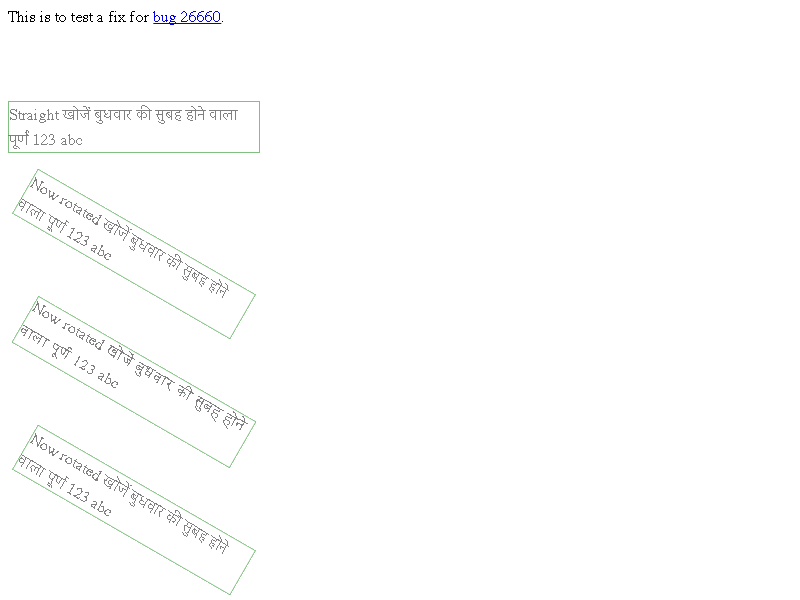 This is to test a fix for bug 26660.
Straight खोजें बुधवार की सुबह होने वाला
पूर्ण 123 abc
Now rotated खोजें बुधवार की सुबह होने
वाला पूर्ण 123 abc
Now rotated खोजें बुधवार की सुबह होने
वाला पूर्ण 123 abc
Now rotated खोजें बुधवार की सुबह होने
वाला पूर्ण 123 abc